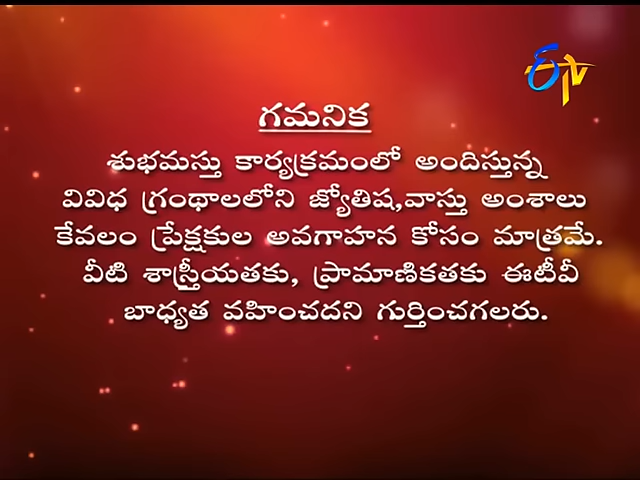 ETV
గమనిక
శుభమస్తు కార్యక్రమంలో అందిస్తున్న
వివిధ గ్రంథాలలోని జ్యోతిష,వాస్తు అంశాలు
కేవలం ప్రేక్షకుల అవగాహన కోసం మాత్రమే.
వీటి శాస్త్రీయతకు, ప్రామాణికతకు ఈటీవీ
బాధ్యత వహించదని గుర్తించగలరు.